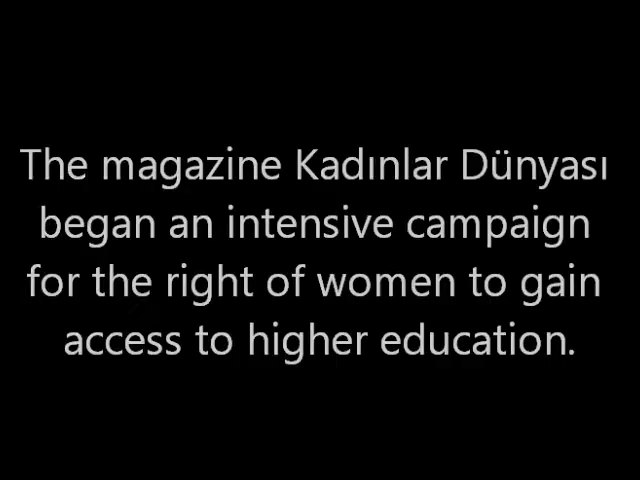 The magazine Kadınlar Dünyası
began an intensive campaign
for the right of women to gain
access to higher education.